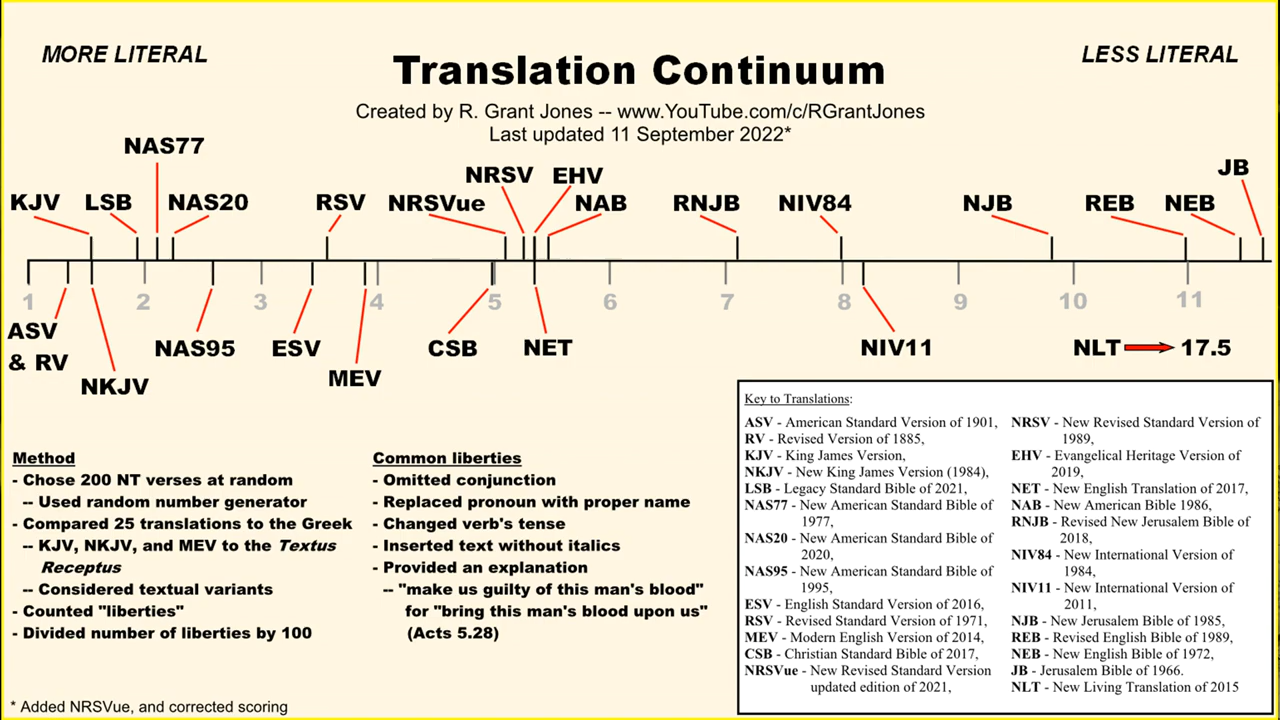 MORE LITERAL
LESS LITERAL
Translation Continuum
Created by R. Grant Jones -- www.YouTube.com/c/RGrantJones
Last updated 11 September 2022*
NAS77
JB
NRSV EHV
KJV LSB NAS20 RSV NRSVue NAB RNJB NIV84 NJB REB NEB
1 2 3 4 5 6 7 8 9 10 11
ASV
& RV
NAS95 ESV CSB NET NIV11 NLT 17.5
MEV
NKJV
Method
- Chose 200 NT verses at random
-- Used random number generator
- Compared 25 translations to the Greek
-- KJV, NKJV, and MEV to the Textus
Receptus
-- Considered textual variants
- Counted "liberties"
- Divided number of liberties by 100
Common liberties
- Omitted conjunction
- Replaced pronoun with proper name
- Changed verb's tense
- Inserted text without italics
- Provided an explanation
-- "make us guilty of this man's blood"
for "bring this man's blood upon us"
(Acts 5.28)
Key to Translations:
ASV - American Standard Version of 1901,
RV - Revised Version of 1885,
KJV - King James Version,
NKJV - New King James Version (1984),
LSB - Legacy Standard Bible of 2021,
NAS77 - New American Standard Bible of
1977,
NAS20 - New American Standard Bible of
2020,
NAS95 - New American Standard Bible of
1995,
ESV - English Standard Version of 2016,
RSV - Revised Standard Version of 1971,
MEV - Modern English Version of 2014,
CSB - Christian Standard Bible of 2017,
NRSVue - New Revised Standard Version
updated edition of 2021,
NRSV - New Revised Standard Version of
1989,
EHV - Evangelical Heritage Version of
2019,
NET - New English Translation of 2017,
NAB - New American Bible 1986,
RNJB - Revised New Jerusalem Bible of
2018,
NIV84 - New International Version of
1984,
NIV11 - New International Version of
2011,
NJB - New Jerusalem Bible of 1985,
REB - Revised English Bible of 1989,
NEB - New English Bible of 1972,
JB - Jerusalem Bible of 1966.
NLT - New Living Translation of 2015
* Added NRSVue, and corrected scoring